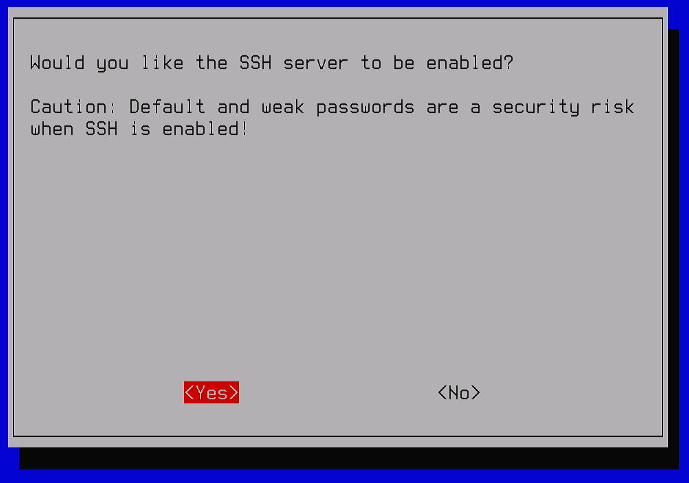 Would you like the SSH server to be enabled?
Caution: Default and weak passwords are a security risk
when SSH is enabled!
<Yes>
<No>